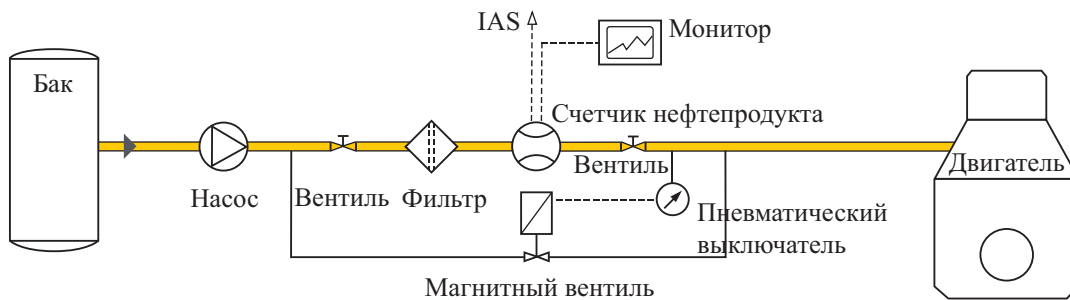 IAS
Монитор
Бак
Счетчик нефтепродукта
Вентиль
Двигатель
Насос
Вентиль
Фильтр
Пневматический
выключатель
Магнитный вентиль